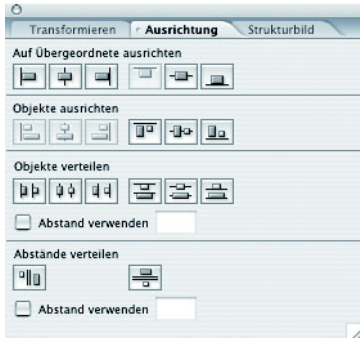 Transformieren Ausrichtung Strukturbild
Auf Übergeordnete ausrichten
Objekte ausrichten
Objekte verteilen
Abstand verwenden
Abstände verteilen
Abstand verwenden